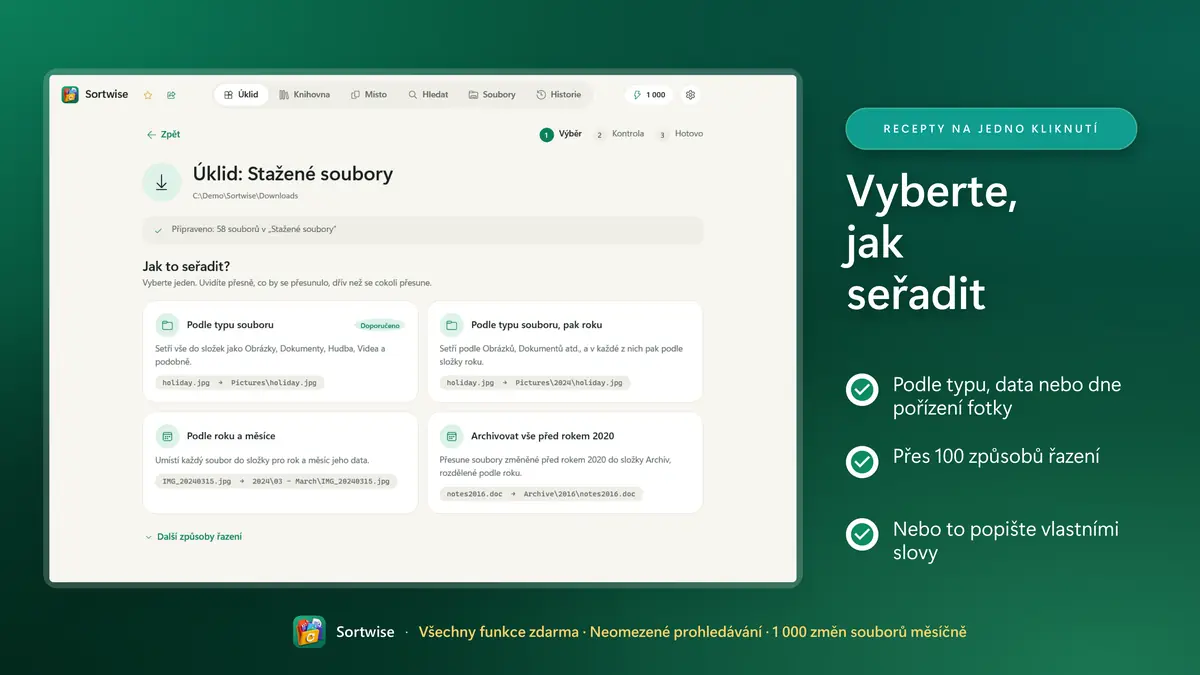 Sortwise
Úklid
Knihovna
Místo
Hledat
Soubory
Historie
1 000
Zpět
1 Výběr
2 Kontrola
3 Hotovo
Úklid: Stažené soubory
C:\Demo\Sortwise\Downloads
Připraveno: 58 souborů v „Stažené soubory“
Jak to seřadit?
Vyberte jeden. Uvidíte přesně, co by se přesunulo, dřív než se cokoli přesune.
Podle typu souboru
Doporučeno
Setří vše do složek jako Obrázky, Dokumenty, Hudba, Videa a
podobně.
holiday.jpg → Pictures\holiday.jpg
Podle typu souboru, pak roku
Setří podle Obrázků, Dokumentů atd., a v každé z nich pak podle
složky roku.
holiday.jpg → Pictures\2024\holiday.jpg
Podle roku a měsíce
Umístí každý soubor do složky pro rok a měsíc jeho data.
IMG_20240315.jpg → 2024\03 - March\IMG_20240315.jpg
Archivovat vše před rokem 2020
Přesune soubory změněné před rokem 2020 do složky Archiv,
rozdělené podle roku.
notes2016.doc → Archive\2016\notes2016.doc
Další způsoby řazení
RECEPTY NA JEDNO KLIKNUTÍ
Vyberte,
jak
seřadit
Podle typu, data nebo dne
pořízení fotky
Přes 100 způsobů řazení
Nebo to popište vlastními
slovy
Sortwise · Všechny funkce zdarma · Neomezené prohledávání · 1 000 změn souborů měsíčně